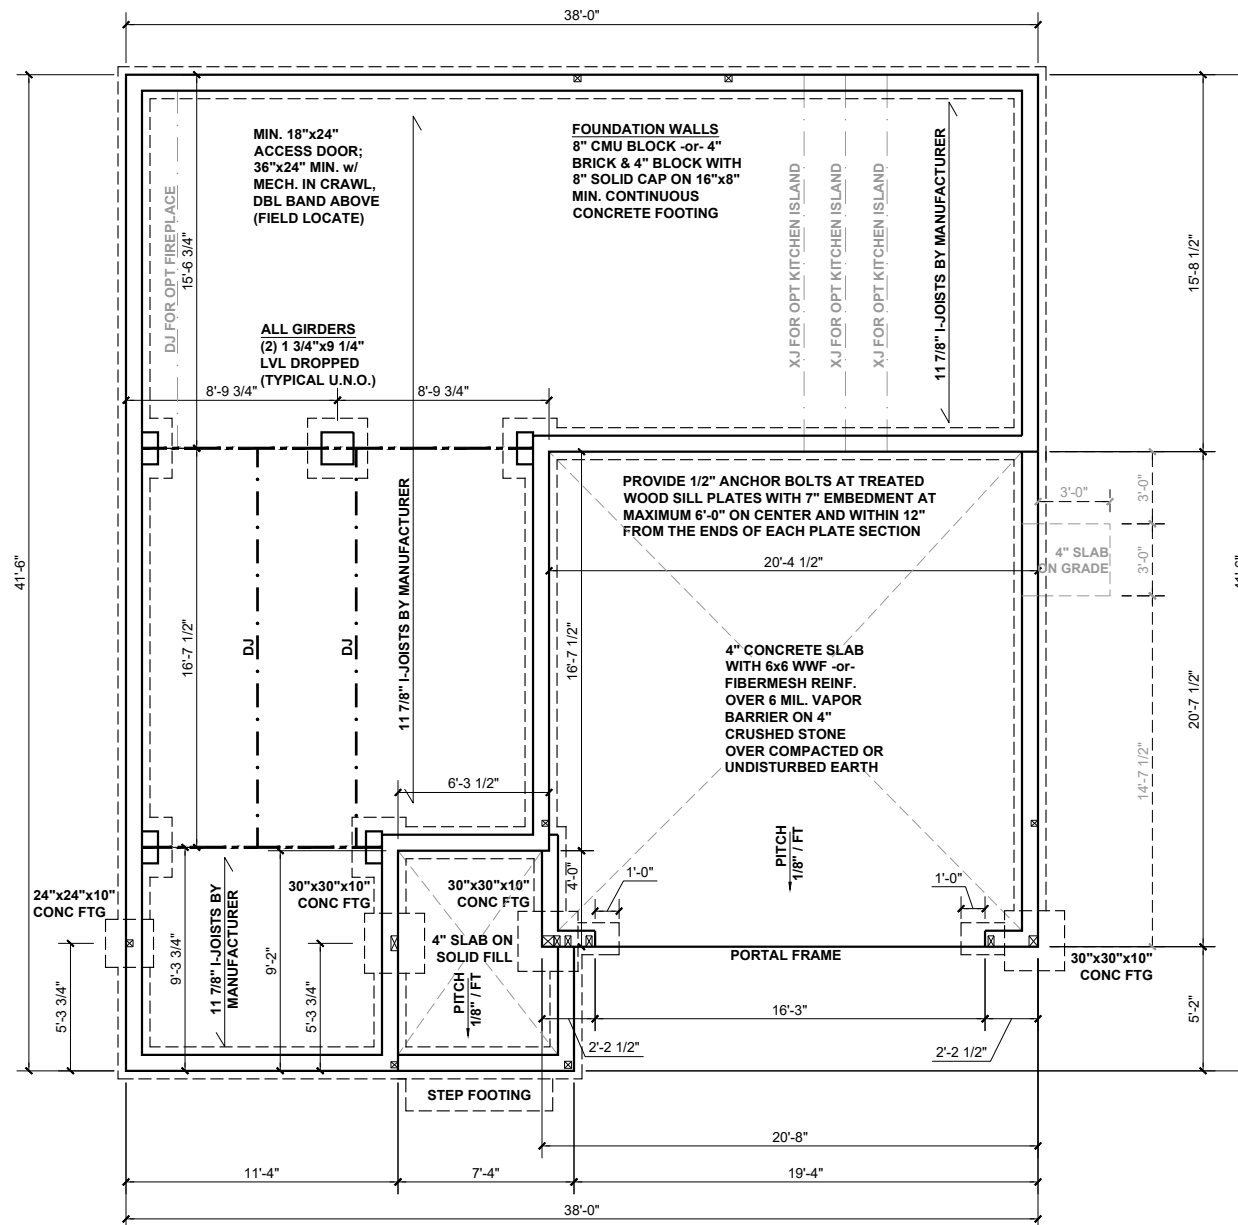 38'-0"
MIN. 18"x24"
ACCESS DOOR;
36"x24" MIN. w/
MECH. IN CRAWL,
DBL BAND ABOVE
(FIELD LOCATE)
FOUNDATION WALLS
8" CMU BLOCK -or- 4"
BRICK & 4" BLOCK WITH
8" SOLID CAP ON 16"x8"
MIN. CONTINUOUS
CONCRETE FOOTING
DJ FOR OPT FIREPLACE
15'-6 3/4"
XJ FOR OPT KITCHEN ISLAND
XJ FOR OPT KITCHEN ISLAND
XJ FOR OPT KITCHEN ISLAND
11 7/8" I-JOISTS BY MANUFACTURER
15'-8 1/2"
ALL GIRDERS
(2) 1 3/4"x9 1/4"
LVL DROPPED
(TYPICAL U.N.O.)
8'-9 3/4"
8'-9 3/4"
41'-6"
PROVIDE 1/2" ANCHOR BOLTS AT TREATED
WOOD SILL PLATES WITH 7" EMBEDMENT AT
MAXIMUM 6'-0" ON CENTER AND WITHIN 12"
FROM THE ENDS OF EACH PLATE SECTION
3'-0"
3'-0"
4" SLAB
ON GRADE
3'-0"
20'-4 1/2"
11 7/8" I-JOISTS BY MANUFACTURER
16'-7 1/2"
DJ
DJ
16'-7 1/2"
4" CONCRETE SLAB
WITH 6x6 WWF -or-
FIBERMESH REINF.
OVER 6 MIL. VAPOR
BARRIER ON 4"
CRUSHED STONE
OVER COMPACTED OR
UNDISTURBED EARTH
14'-7 1/2"
20'-7 1/2"
6'-3 1/2"
PITCH
1/8" / FT
24"x24"x10"
CONC FTG
30"x30"x10"
CONC FTG
30"x30"x10"
CONC FTG
4'-0"
1'-0"
1'-0"
11 7/8" I-JOISTS BY
MANUFACTURER
4" SLAB ON
SOLID FILL
PITCH
1/8" / FT
PORTAL FRAME
30"x30"x10"
CONC FTG
5'-3 3/4"
9'-3 3/4"
9'-2"
5'-3 3/4"
16'-3"
2'-2 1/2"
2'-2 1/2"
5'-2"
STEP FOOTING
20'-8"
11'-4"
7'-4"
19'-4"
38'-0"